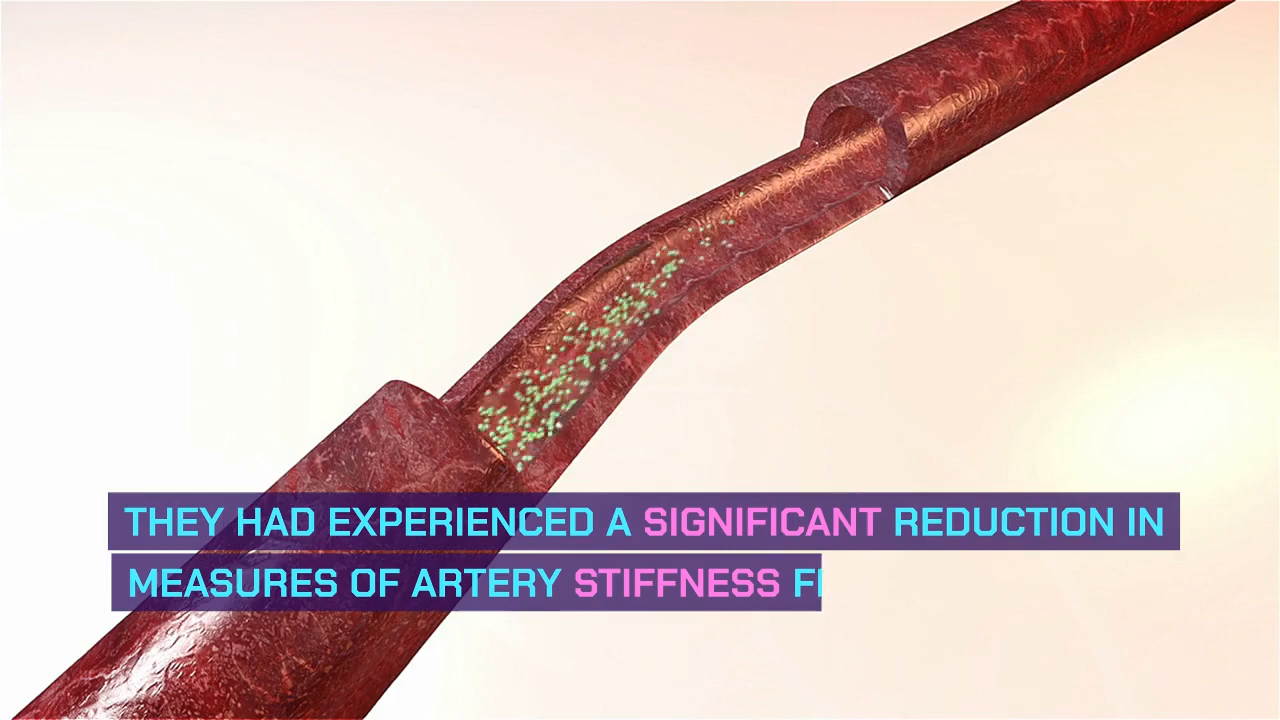 THEY HAD EXPERIENCED A SIGNIFICANT REDUCTION IN
MEASURES OF ARTERY STIFFNESS